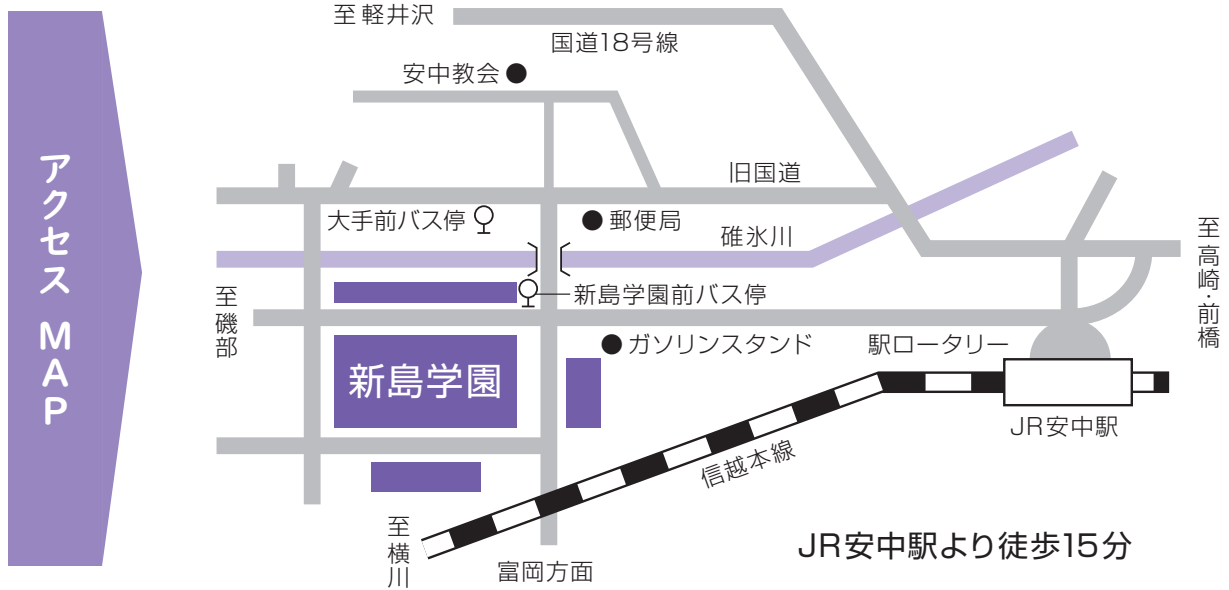 アクセス MAP
至 軽井沢
国道18号線
安中教会
旧国道
大手前バス停
郵便局
碓氷川
至高崎・前橋
至磯部
新島学園前バス停
ガソリンスタンド
駅ロータリー
新島学園
JR安中駅
信越本線
至横川
富岡方面
JR安中駅より徒歩15分